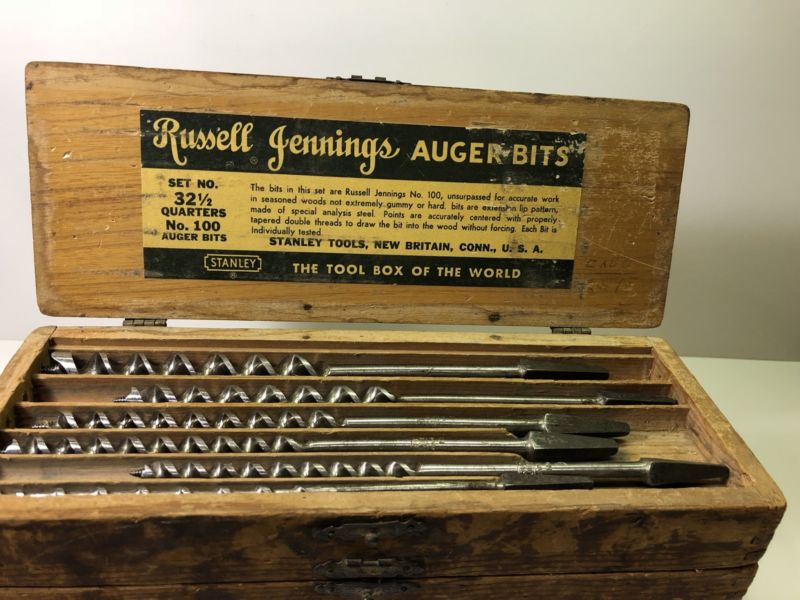 Russell Jennings AUGER BITS
®
SET NO.
32½
QUARTERS
No. 100
AUGER BITS
The bits in this set are Russell Jennings No. 100, unsurpassed for accurate work
in seasoned woods not extremely gummy or hard. bits are extension lip pattern,
made of special analysis steel. Points are accurately centered with properly
tapered double threads to draw the bit into the wood without forcing. Each Bit is
Individually tested.
STANLEY TOOLS, NEW BRITAIN, CONN., U. S. A.
STANLEY
®
THE TOOL BOX OF THE WORLD